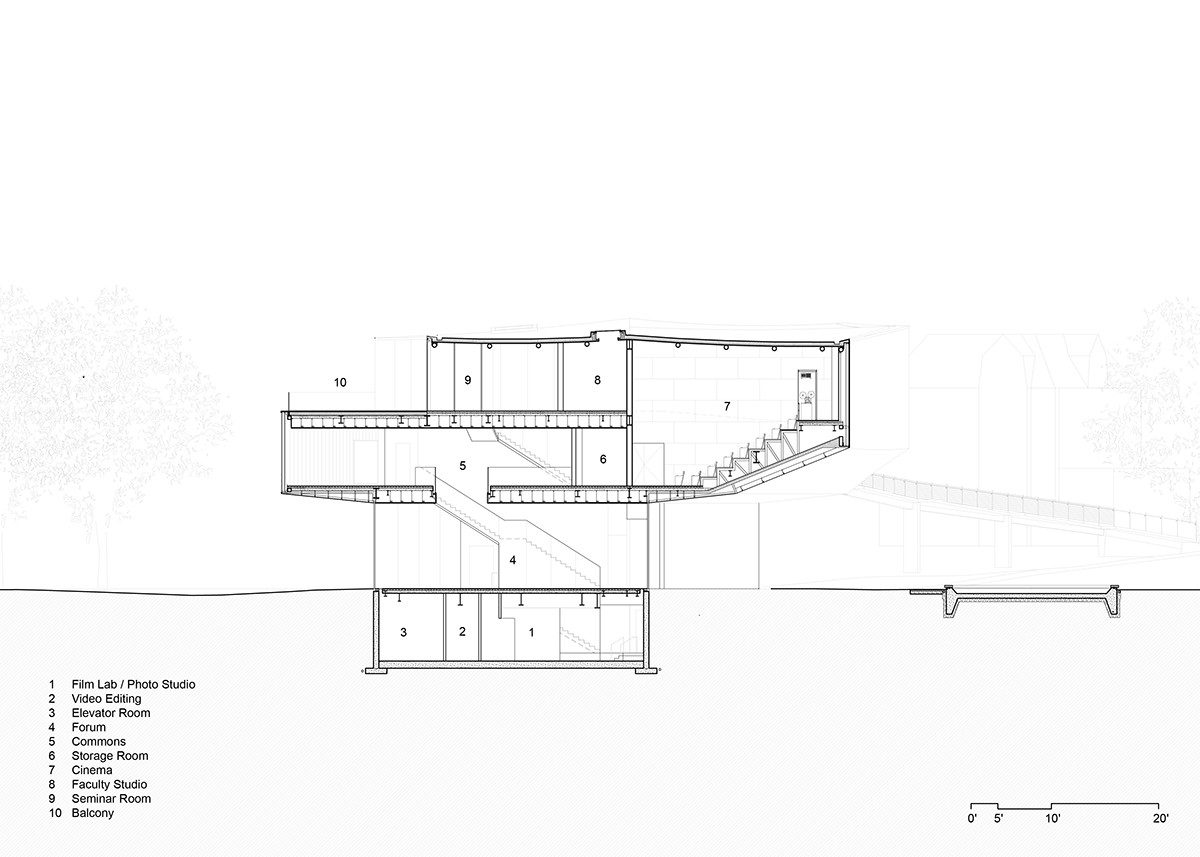 10
9
8
7
5
6
4
3
2
1
1 Film Lab / Photo Studio
2 Video Editing
3 Elevator Room
4 Forum
5 Commons
6 Storage Room
7 Cinema
8 Faculty Studio
9 Seminar Room
10 Balcony
0' 5' 10' 20'